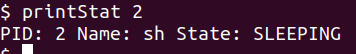 $ printStat 2
PID: 2 Name: sh State: SLEEPING
$